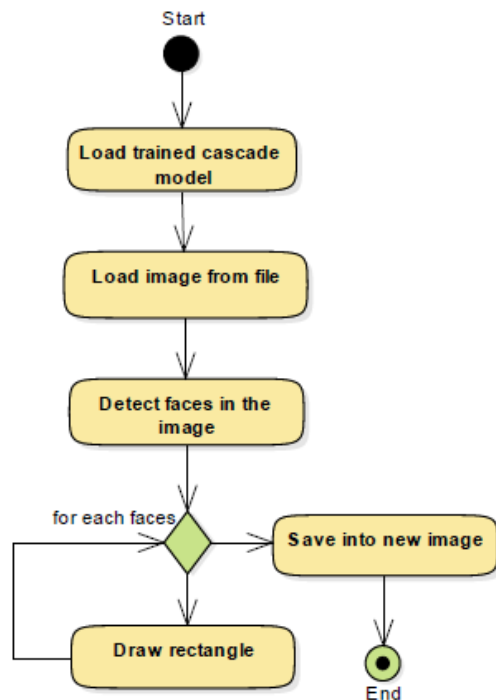 Start
Load trained cascade
model
Load image from file
Detect faces in the
image
for each faces
Save into new image
Draw rectangle
End